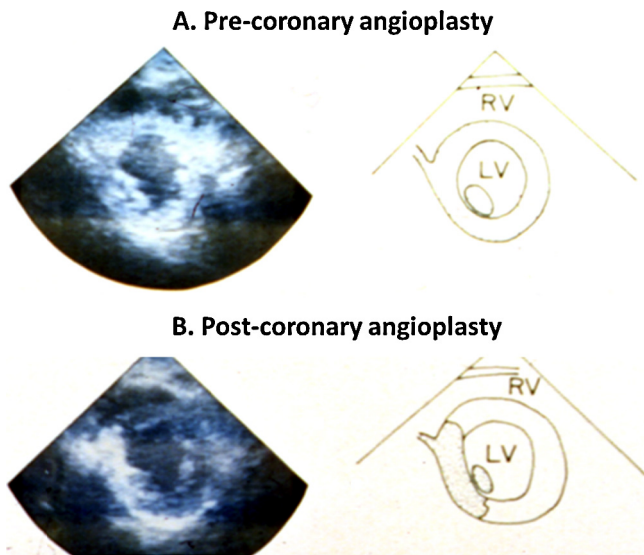 A. Pre-coronary angioplasty
RV
LV
B. Post-coronary angioplasty
RV
LV